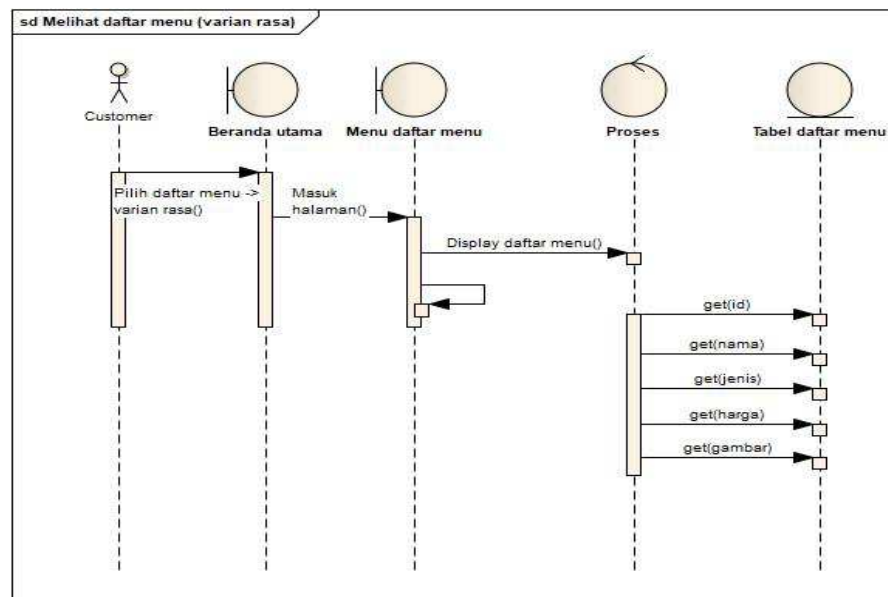 sd Melihat daftar menu (varian rasa)
Customer
Beranda utama
Menu daftar menu
Proses
Tabel daftar menu
Pilih daftar menu ->
varian rasa()
Masuk
halaman()
Display daftar menu()
get(id)
get(nama)
get(jenis)
get(harga)
get(gambar)